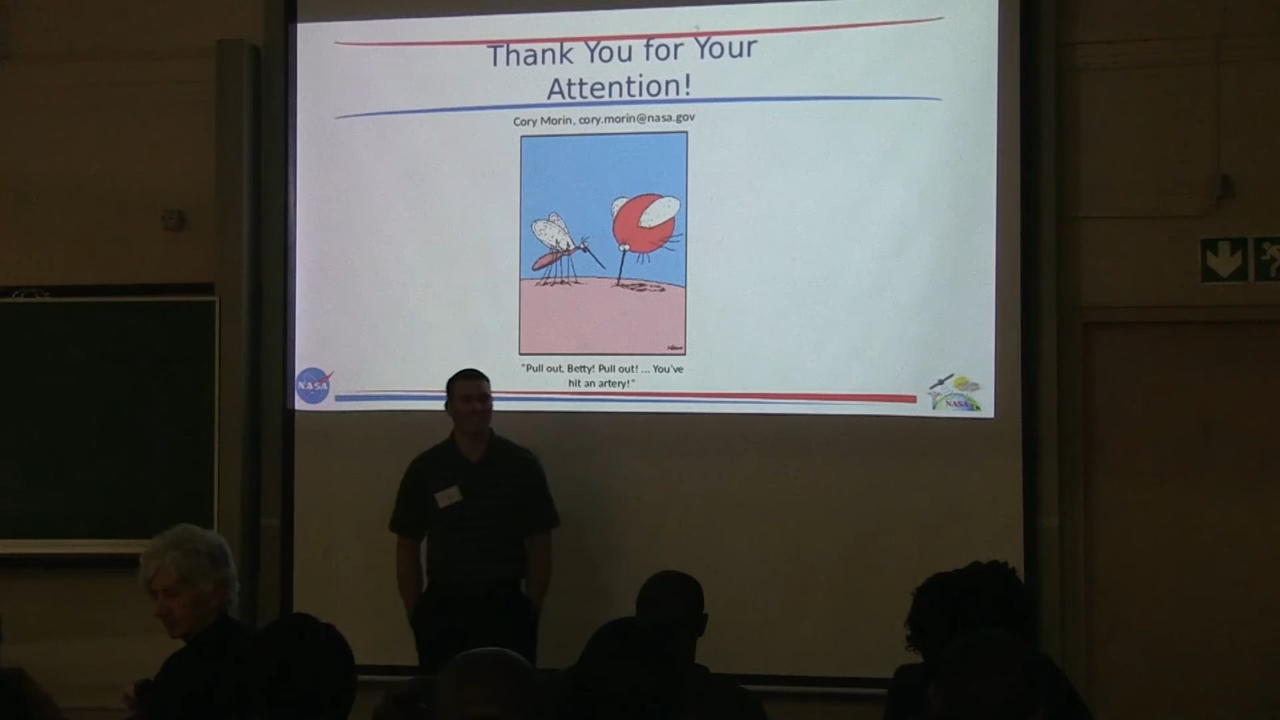 Thank You for Your
Attention!
Cory Morin, cory.morin@nasa.gov
"Pull out, Betty! Pull out! ... You've
hit an artery!"
NASA
NASA